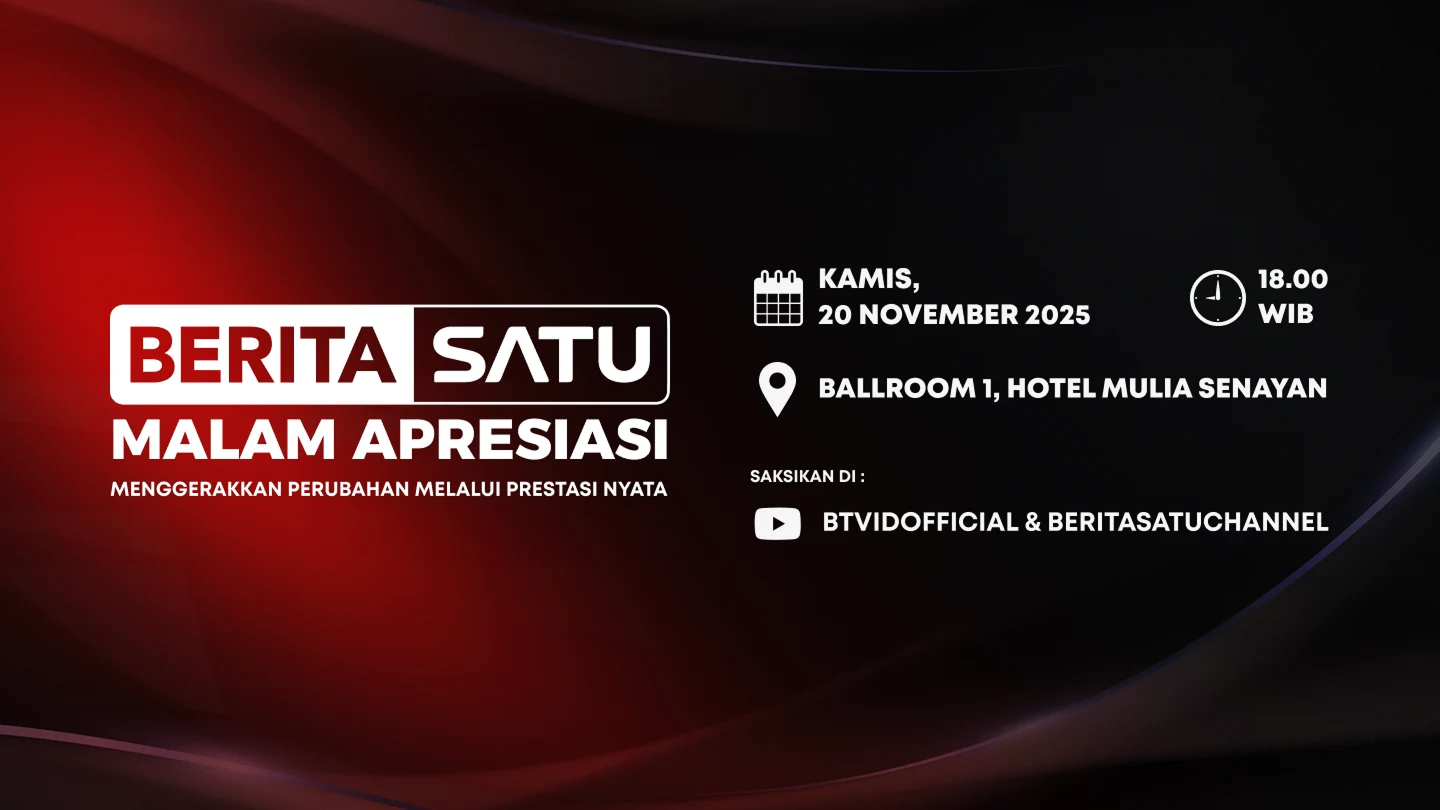 BERITA SATU
MALAM APRESIASI
MENGGERAKKAN PERUBAHAN MELALUI PRESTASI NYATA
KAMIS,
20 NOVEMBER 2025
18.00
WIB
BALLROOM 1, HOTEL MULIA SENAYAN
SAKSIKAN DI :
BTVIDOFFICIAL & BERITASATUCHANNEL